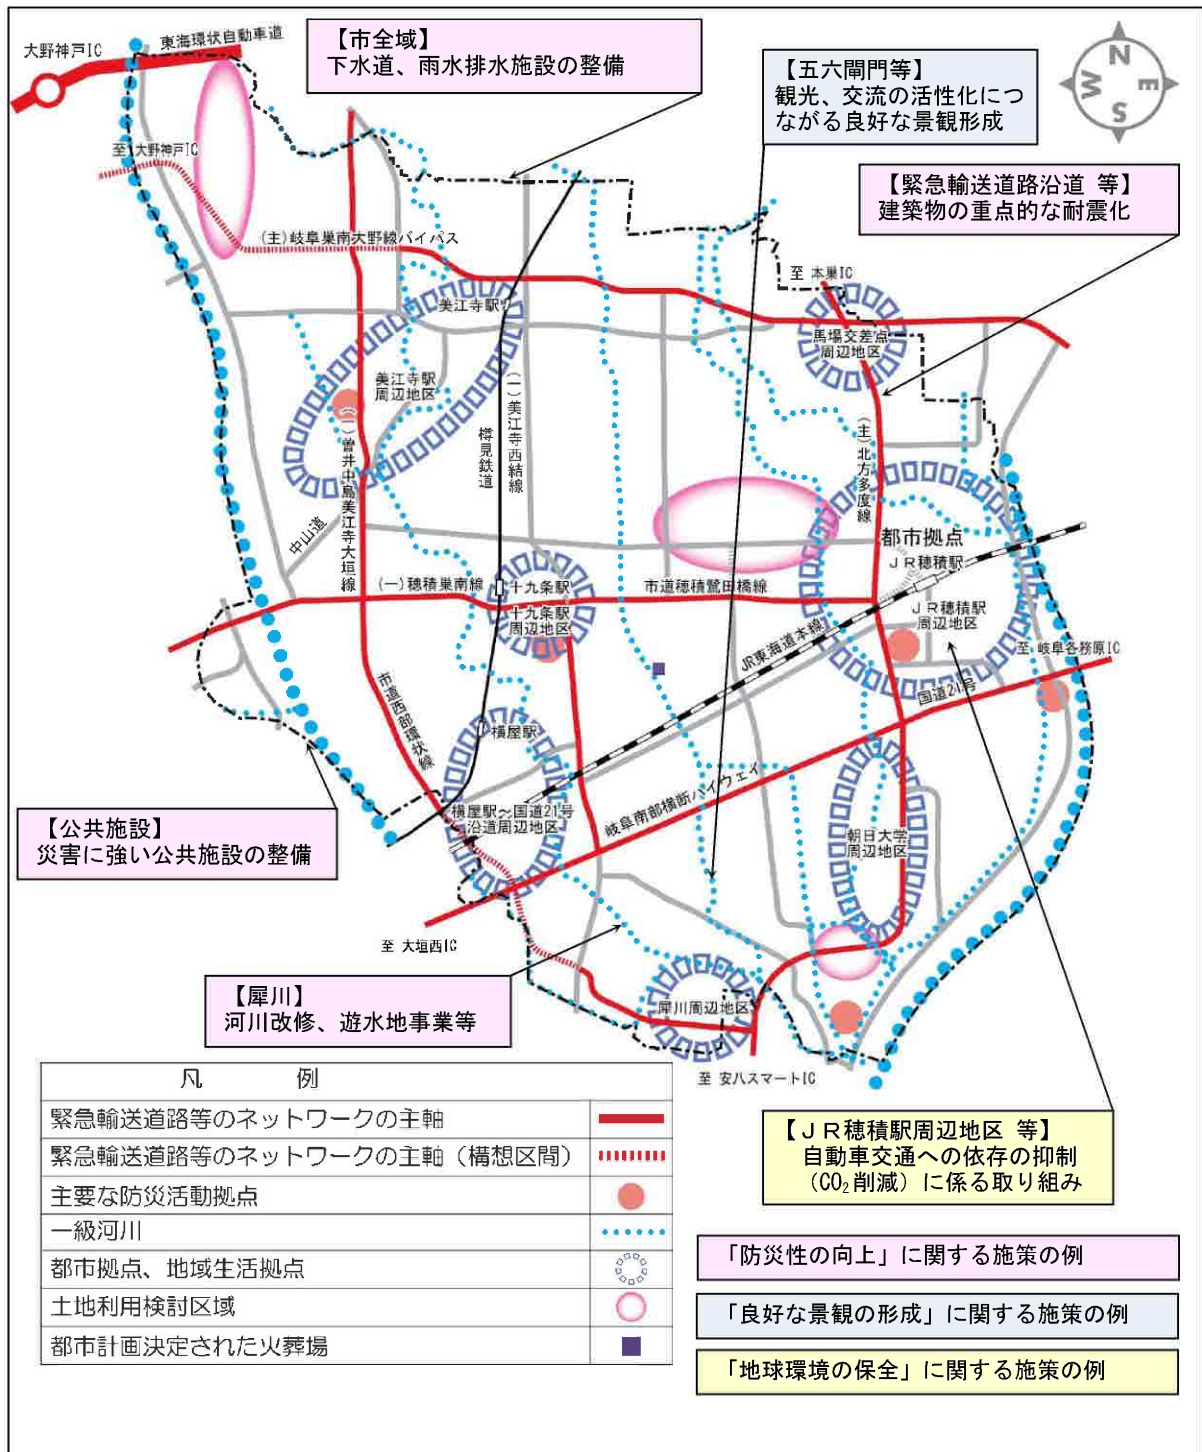 大野神戸IC
東海環状自動車道
【市全域】
下水道、雨水排水施設の整備
【五六閘門等】
観光、交流の活性化につ
ながる良好な景観形成
N
W
E
S
至 大野神戸IC
【緊急輸送道路沿道 等】
建築物の重点的な耐震化
(主)岐阜巣南大野線バイパス
至 本巣IC
美江寺駅
馬場交差点
周辺地区
美江寺駅
周辺地区
(一)曽井中島美江寺大垣線
樽見鉄道
(一)美江寺西結線
(主)北方多度線
中山道
都市拠点
JR穂積駅
(一)穂積巣南線
十九条駅
市道穂積鷺田橋線
十九条駅
周辺地区
JR穂積駅
周辺地区
至 岐阜各務原IC
JR東海道本線
国道21号
市道西部環状線
横屋駅
岐阜南部横断ハイウェイ
横屋駅~国道21号
沿道周辺地区
朝日大学
周辺地区
【公共施設】
災害に強い公共施設の整備
至 大垣西IC
【犀川】
河川改修、遊水地事業等
犀川周辺地区
至 安八スマートIC
凡 例
緊急輸送道路等のネットワークの主軸
緊急輸送道路等のネットワークの主軸(構想区間)
主要な防災活動拠点
一級河川
都市拠点、地域生活拠点
土地利用検討区域
都市計画決定された火葬場
【JR穂積駅周辺地区 等】
自動車交通への依存の抑制
(CO₂削減)に係る取り組み
「防災性の向上」に関する施策の例
「良好な景観の形成」に関する施策の例
「地球環境の保全」に関する施策の例